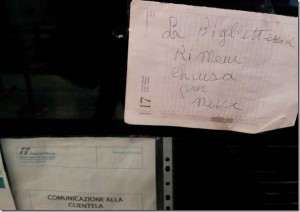 La Biglietteria
Rimane
chiusa
per
neve
17
COMUNICAZIONE ALLA
CLIENTELA